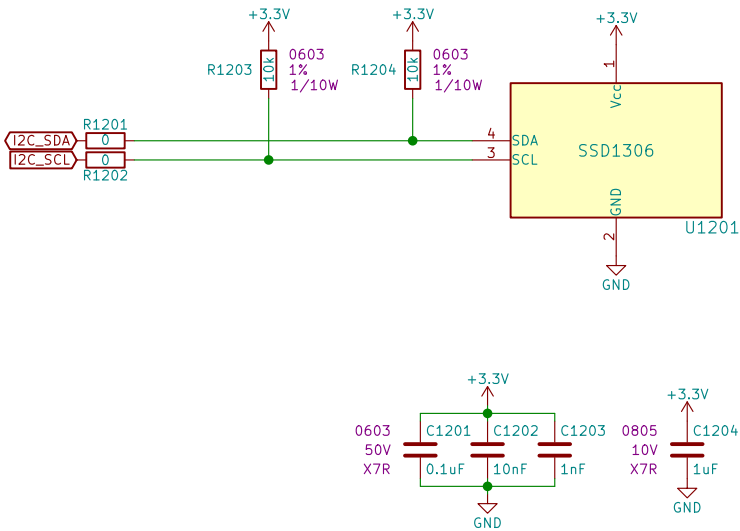 +3.3V
+3.3V
+3.3V
R1203
10k
0603
1%
1/10W
R1204
10k
0603
1%
1/10W
1
Vcc
R1201
I2C_SDA
0
4
SDA
I2C_SCL
0
3
SCL
R1202
SSD1306
GND
2
U1201
GND
+3.3V
+3.3V
0603
50V
X7R
C1201
0.1uF
C1202
10nF
C1203
1nF
0805
10V
X7R
C1204
1uF
GND
GND